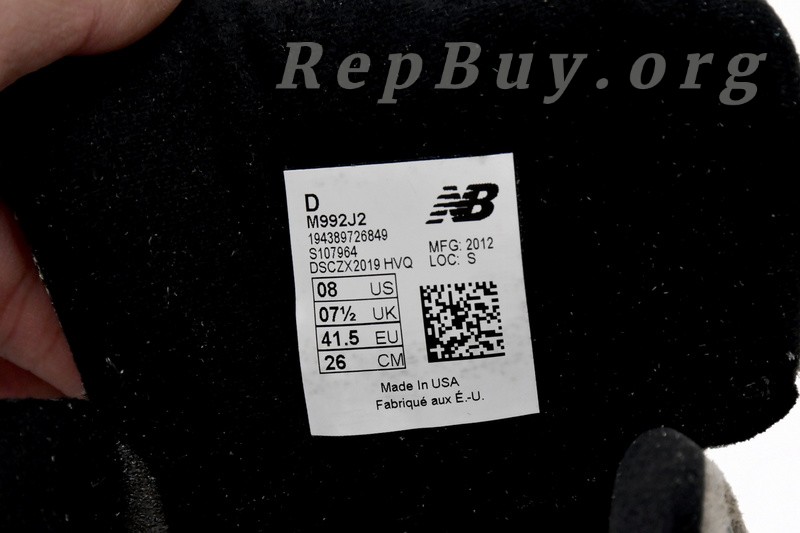 RepBuy.org
D
M992J2
194389726849
S107964
DSCZX2019 HVQ
NB
MFG: 2012
LOC: S
08 US
07½ UK
41.5 EU
26 CM
Made In USA
Fabriqué aux É.-U.